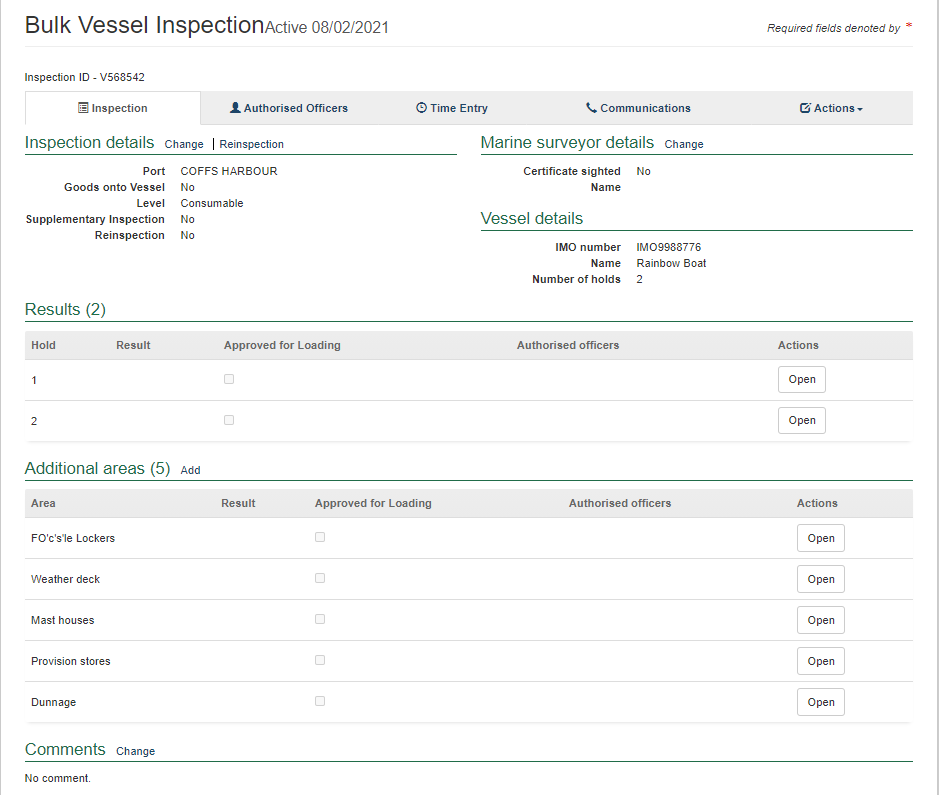 Bulk Vessel Inspection Active 08/02/2021
Required fields denoted by *
Inspection ID - V568542
Inspection Authorised Officers Time Entry Communications Actions
Inspection details Change | Reinspection
Port COFFS HARBOUR
Goods onto Vessel No
Level Consumable
Supplementary Inspection No
Reinspection No
Marine surveyor details Change
Certificate sighted No
Name
Vessel details
IMO number IMO9988776
Name Rainbow Boat
Number of holds 2
Results (2)
Hold Result Approved for Loading Authorised officers Actions
1 Open
2 Open
Additional areas (5) Add
Area Result Approved for Loading Authorised officers Actions
FO'c's'le Lockers Open
Weather deck Open
Mast houses Open
Provision stores Open
Dunnage Open
Comments Change
No comment.